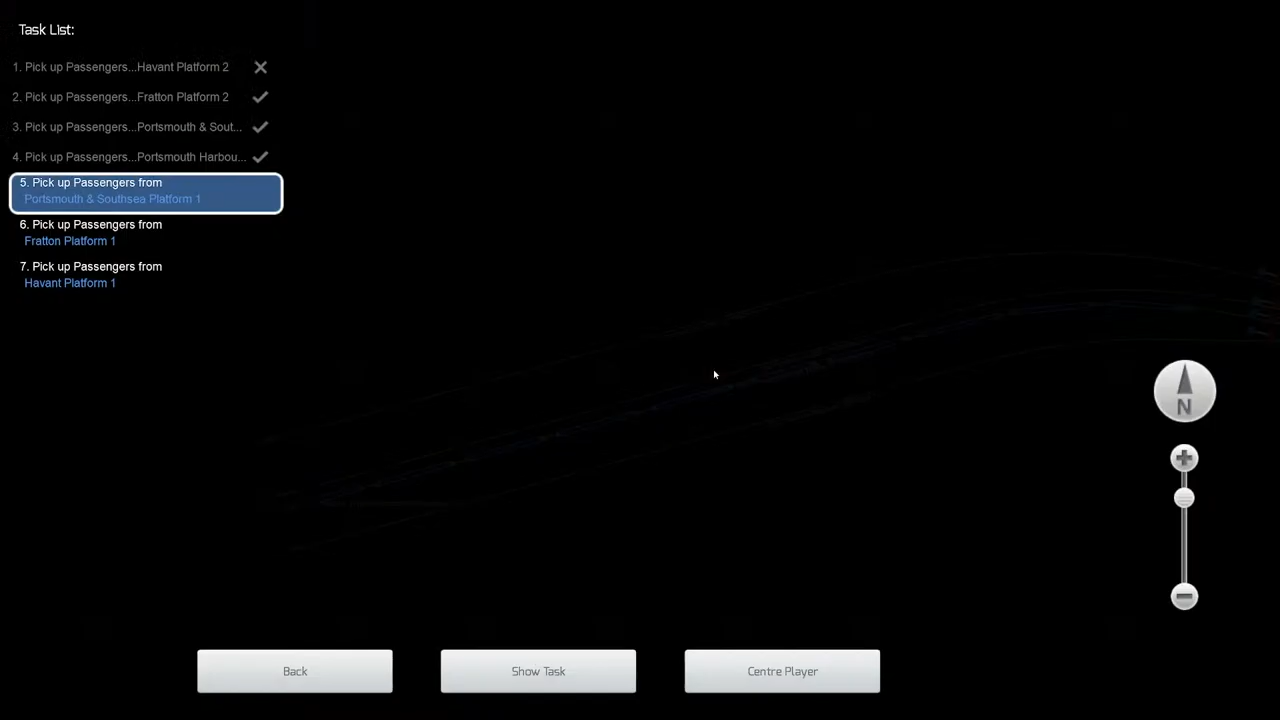 Task List:
1. Pick up Passengers...Havant Platform 2
2. Pick up Passengers...Fratton Platform 2
3. Pick up Passengers...Portsmouth & Sout...
4. Pick up Passengers...Portsmouth Harbou...
5. Pick up Passengers from
Portsmouth & Southsea Platform 1
6. Pick up Passengers from
Fratton Platform 1
7. Pick up Passengers from
Havant Platform 1
N
Back
Show Task
Centre Player